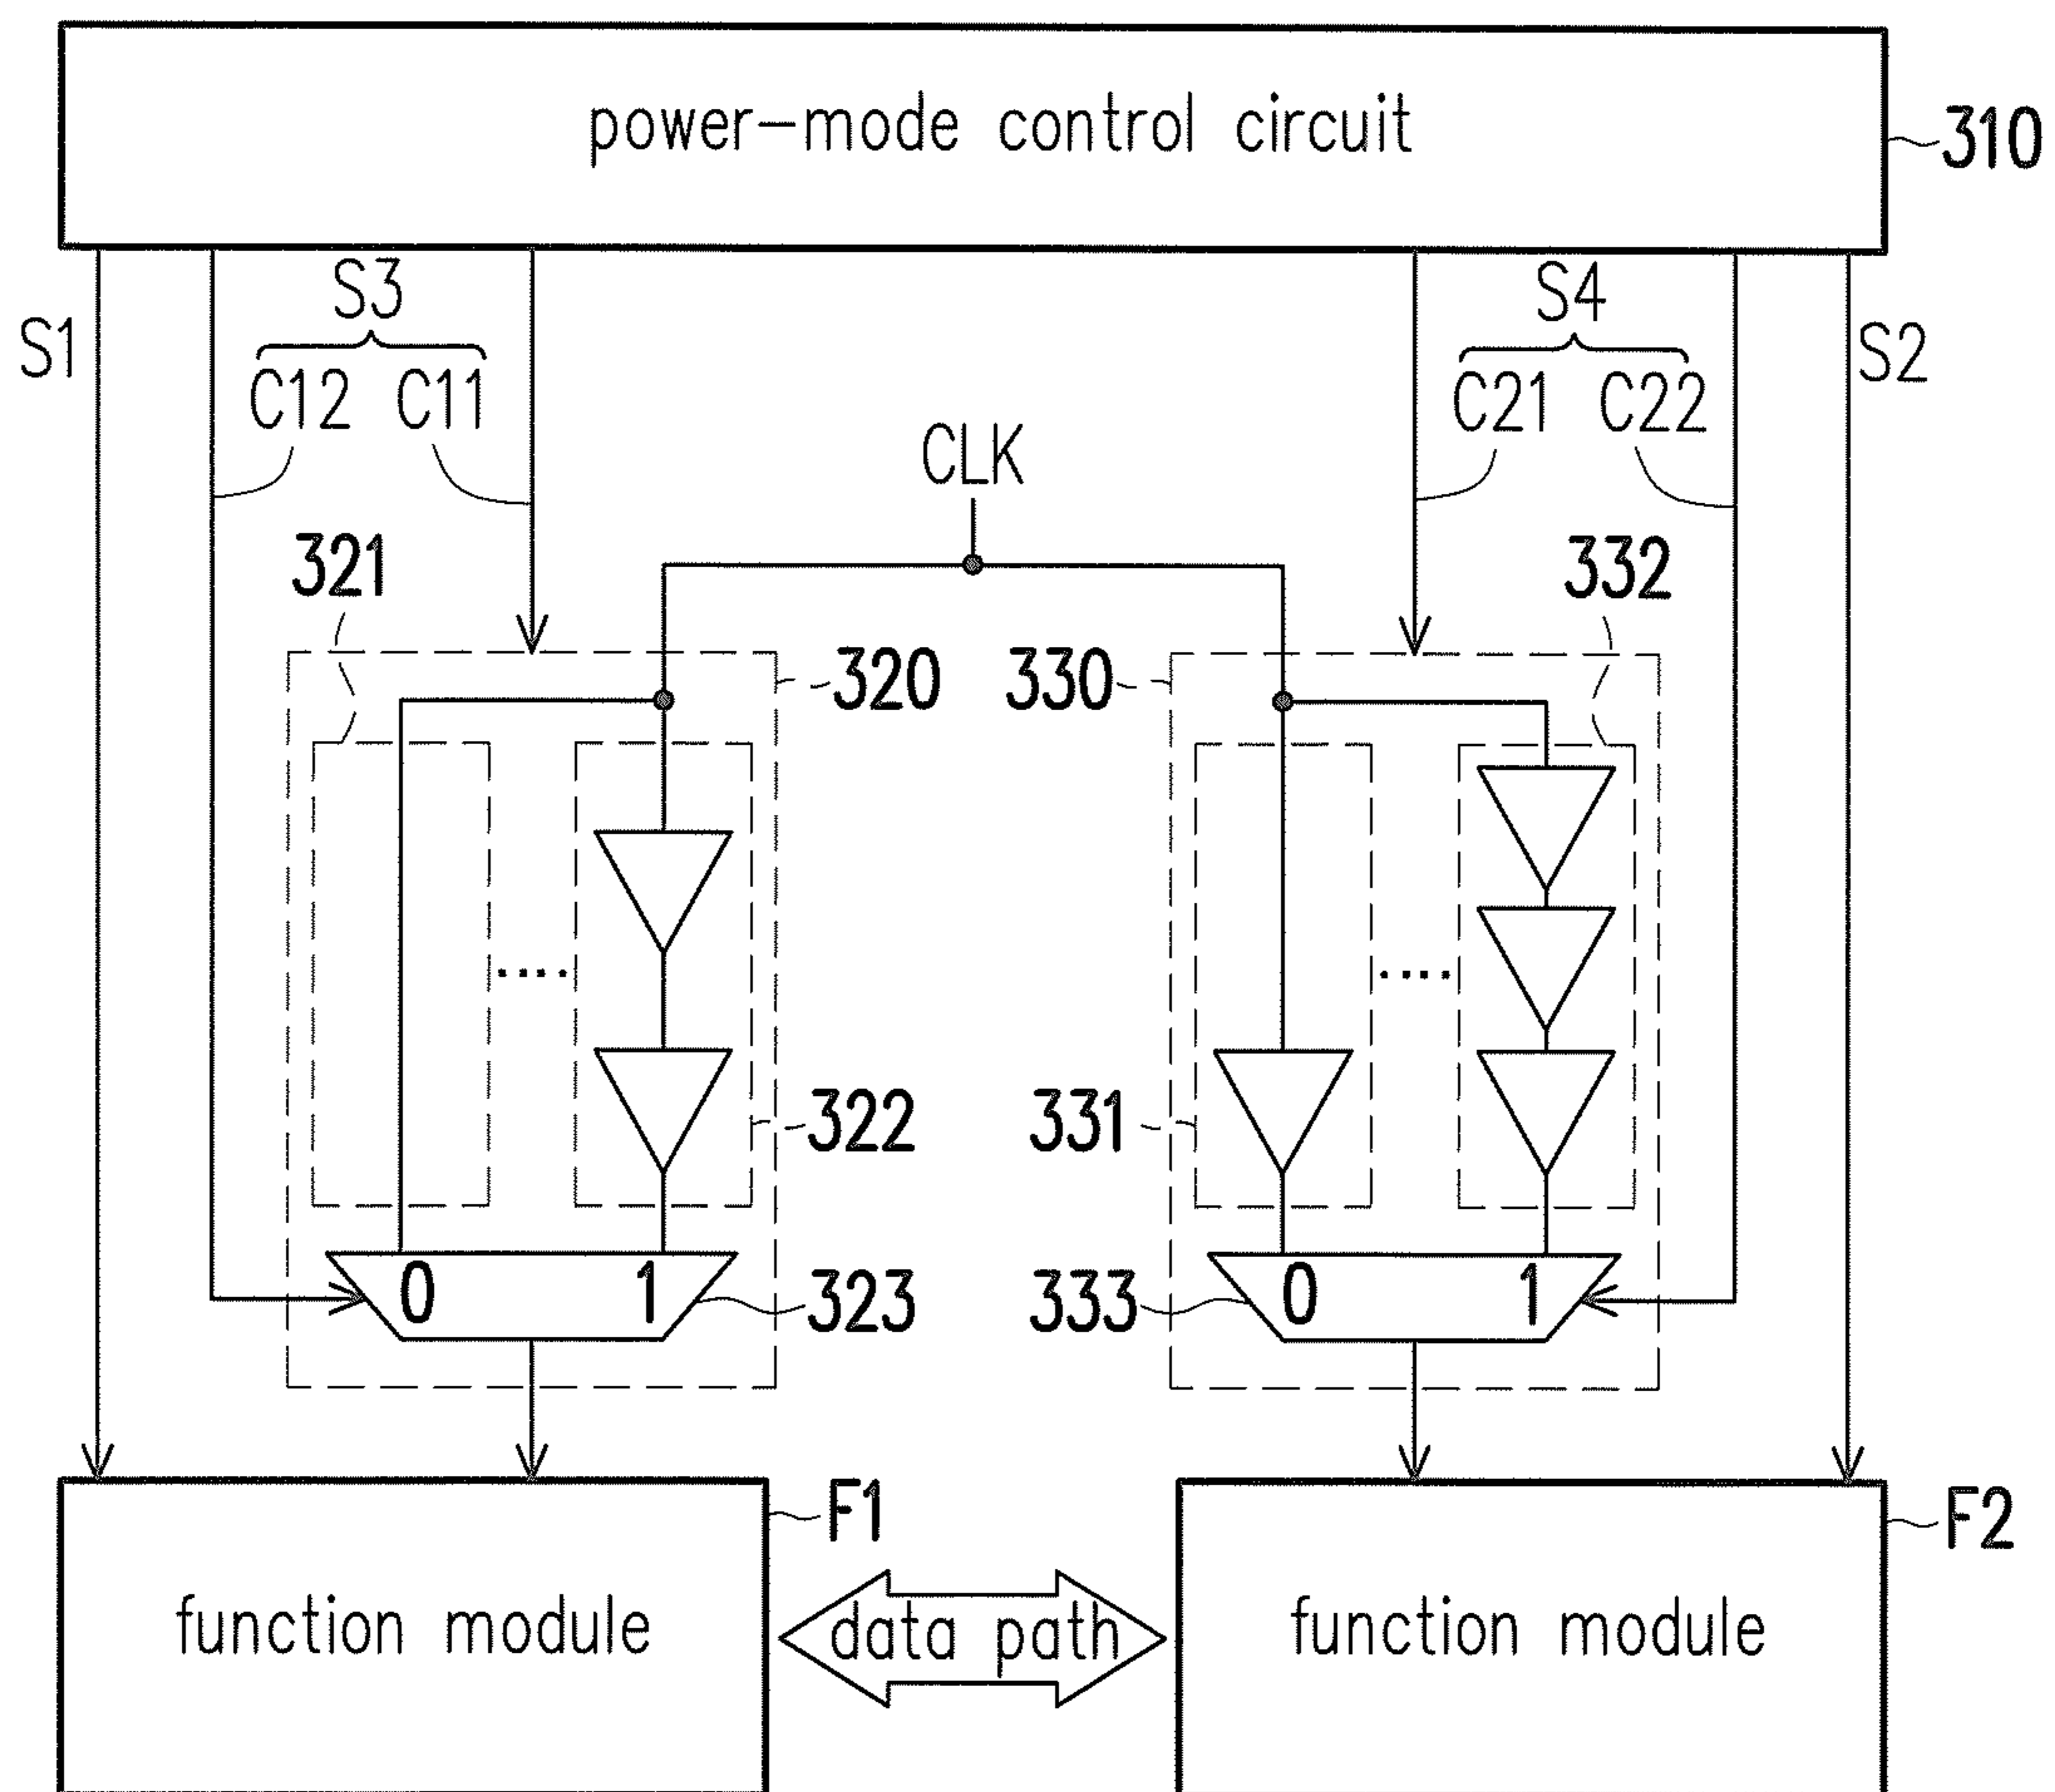 power-mode control circuit
310
S1
S3
C12 C11
S4
C21 C22
S2
CLK
321
332
320
330
322
331
0 1
323
333
0 1
F1
F2
function module
data path
function module